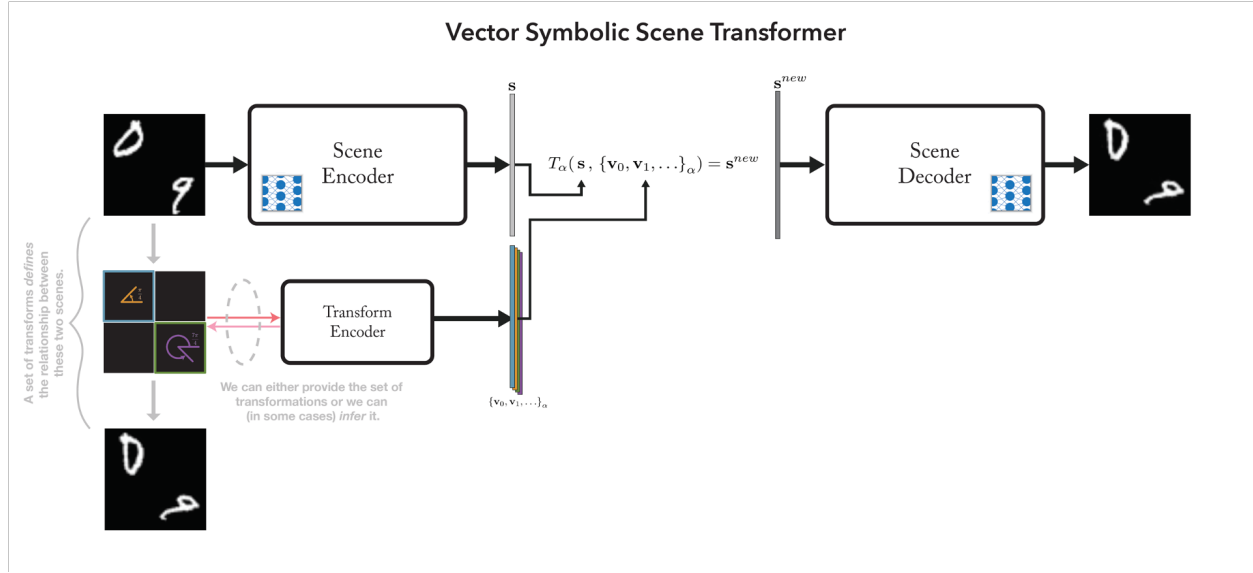 Vector Symbolic Scene Transformer
s
s^{new}
Scene
Encoder
T_α(s, {v_0, v_1, …}_α) = s^{new}
Scene
Decoder
A set of transforms defines
the relationship between
these two scenes.
Transform
Encoder
We can either provide the set of
transformations or we can
(in some cases) infer it.
{v_0, v_1, …}_α